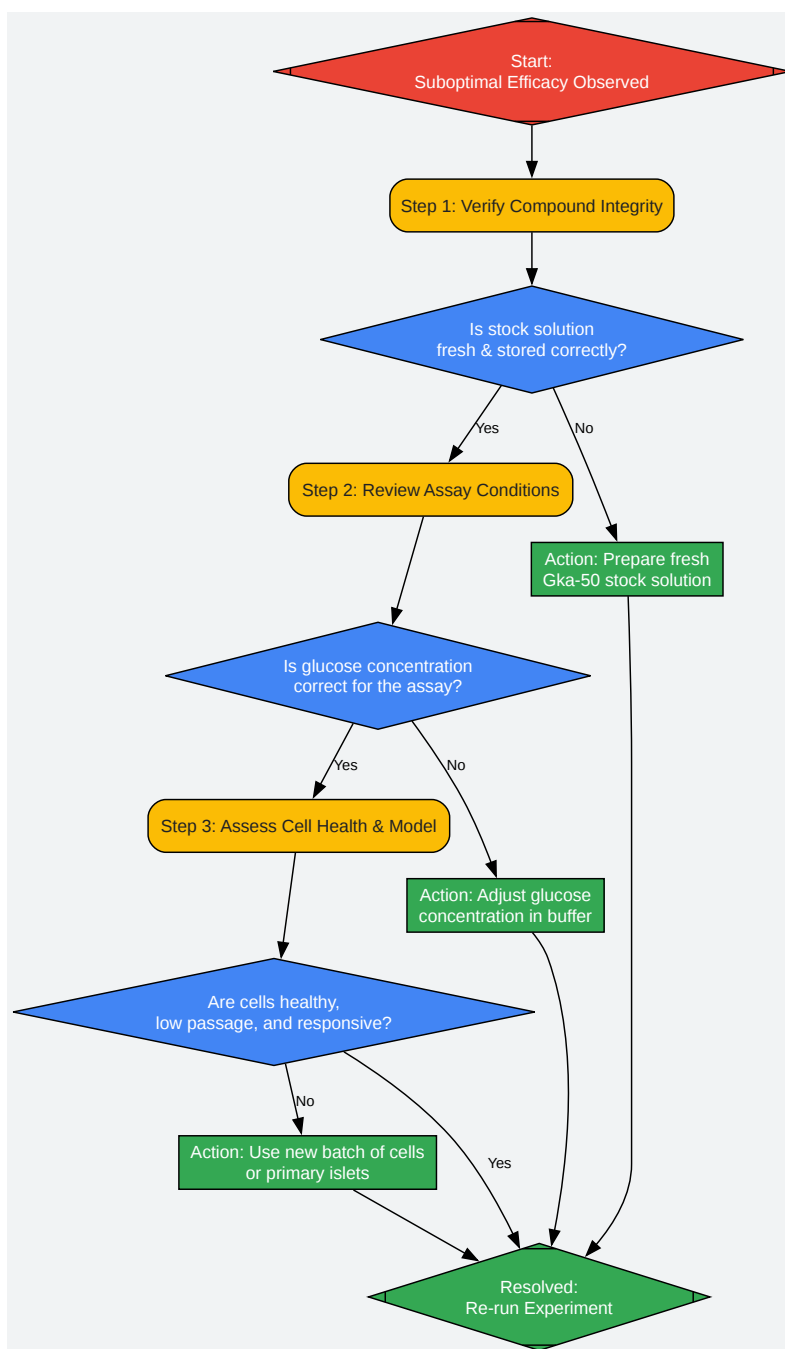 Start:
Suboptimal Efficacy Observed
Step 1: Verify Compound Integrity
Is stock solution
fresh & stored correctly?
Yes
No
Step 2: Review Assay Conditions
Action: Prepare fresh
Gka-50 stock solution
Is glucose concentration
correct for the assay?
Yes
No
Step 3: Assess Cell Health & Model
Action: Adjust glucose
concentration in buffer
Are cells healthy,
low passage, and responsive?
No
Action: Use new batch of cells
or primary islets
Yes
Resolved:
Re-run Experiment